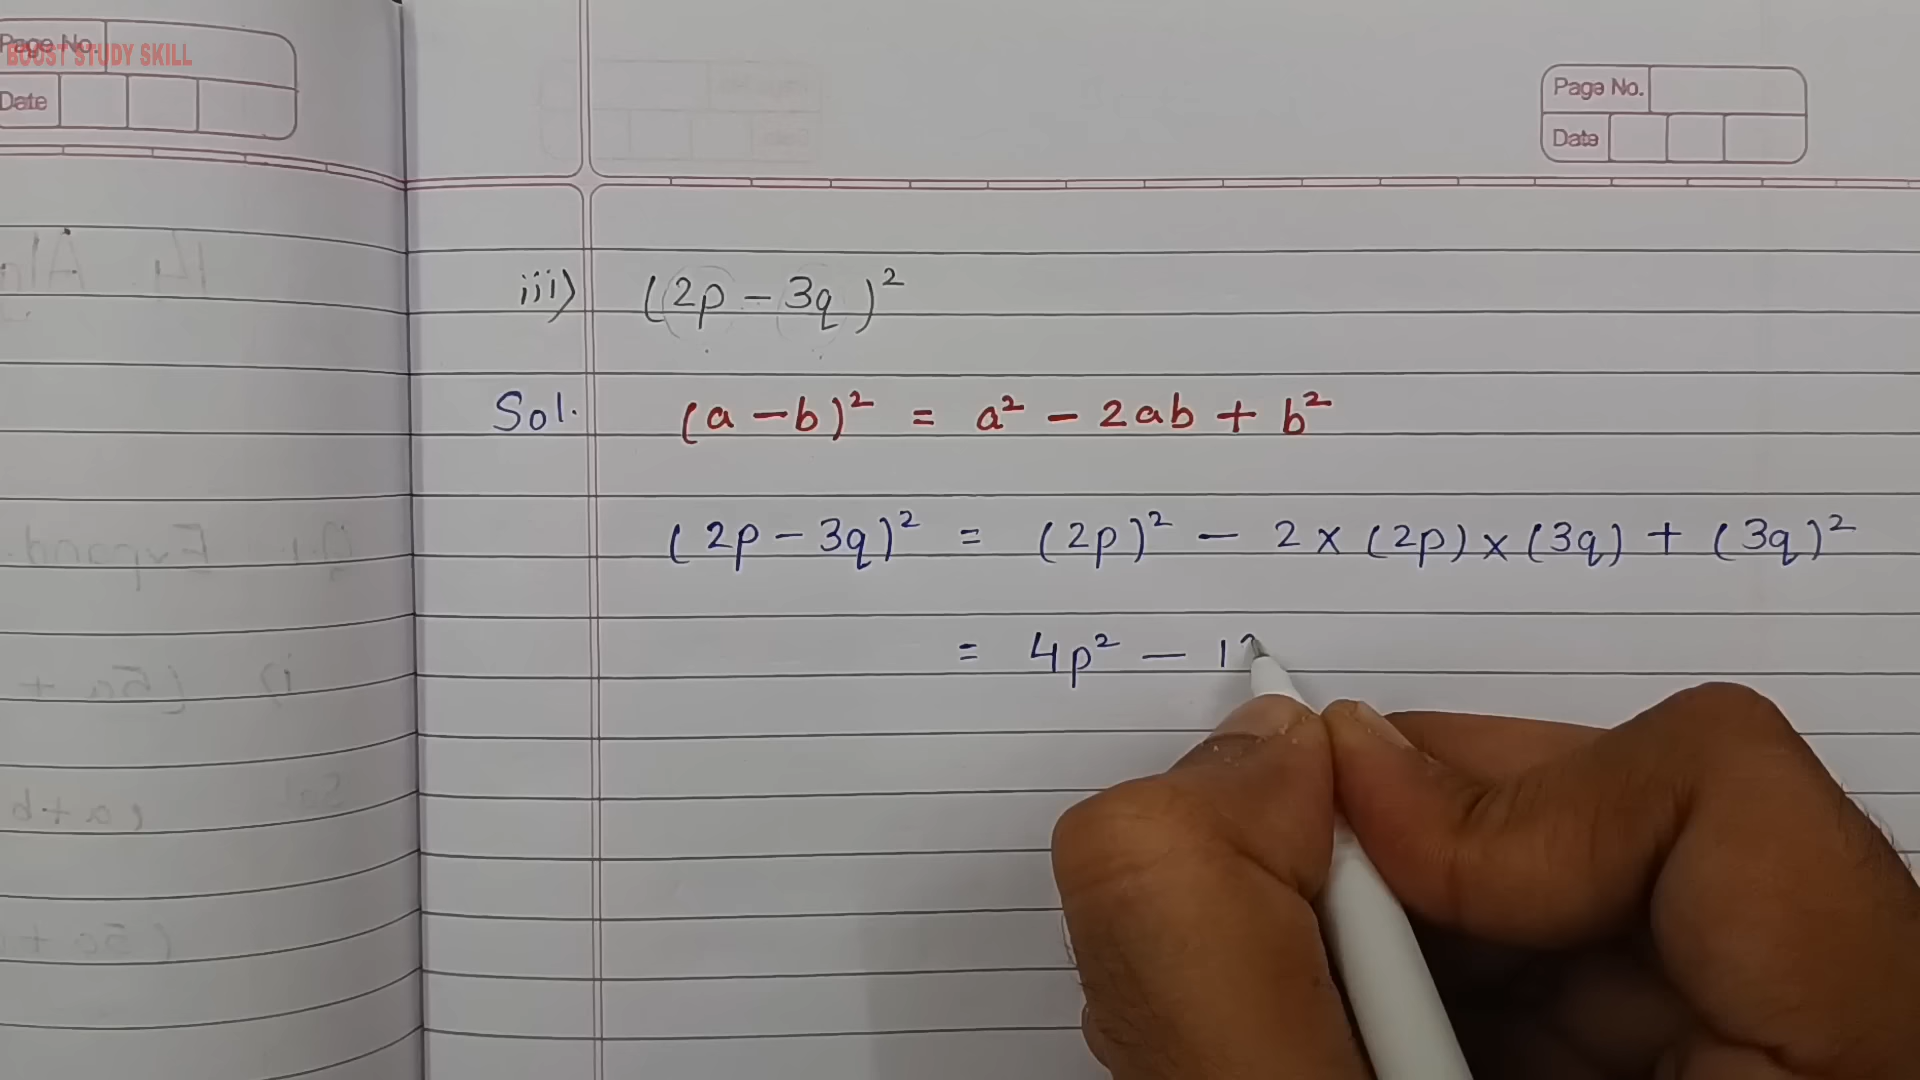 BOOST STUDY SKILL
Page No.
Date
Page No.
Date
iii) (2p - 3q)²
Sol. (a - b)² = a² - 2ab + b²
(2p - 3q)² = (2p)² - 2 × (2p) × (3q) + (3q)²
= 4p² - 1